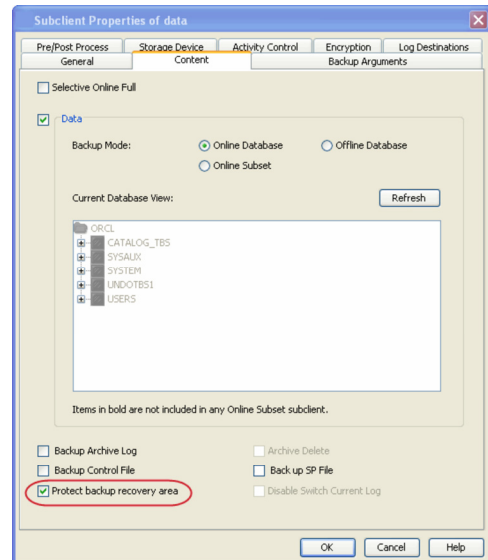 Subclient Properties of data
Pre/Post Process Storage Device Activity Control Encryption Log Destinations
General Content Backup Arguments
Selective Online Full
Data
Backup Mode: Online Database Offline Database
Online Subset
Current Database View: Refresh
ORCL
CATALOG_TBS
SYSAUX
SYSTEM
UNDOTBS1
USERS
Items in bold are not included in any Online Subset subclient.
Backup Archive Log Archive Delete
Backup Control File Back up SP File
Protect backup recovery area Disable Switch Current Log
OK Cancel Help